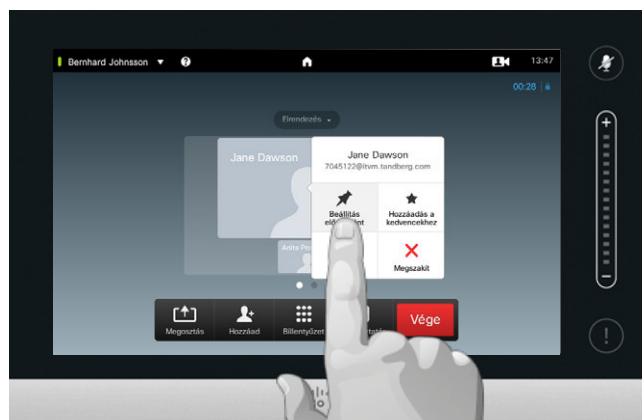 Bernhard Johnsson
13:47
00:28
Elrendezés
Jane Dawson
Jane Dawson
7045122@itvm.tandberg.com
Beállítás
Hozzáadás a
kedvencekhez
Anita
Megszakít
Megosztás
Hozzáad
Billentyűzet
Vége